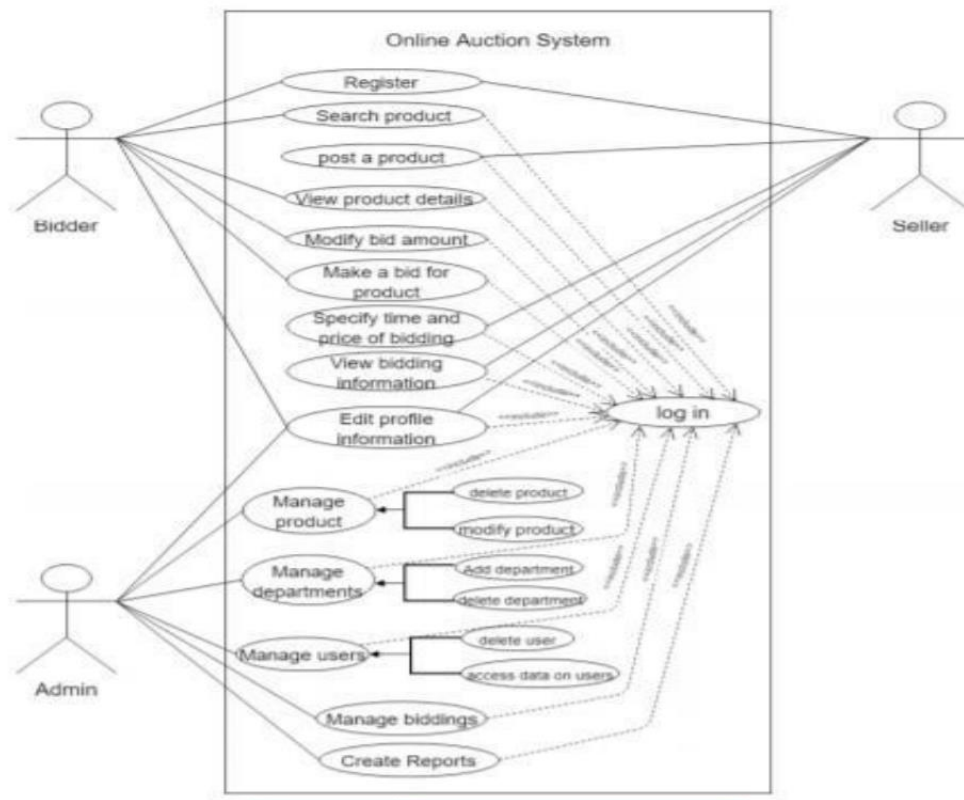 Online Auction System
Register
Search product
post a product
View product details
Modify bid amount
Make a bid for
product
Specify time and
price of bidding
View bidding
information
Edit profile
information
log in
Bidder
Seller
Manage
product
delete product
modify product
Manage
departments
Add department
delete department
Manage users
delete user
access data on users
Manage biddings
Create Reports
Admin